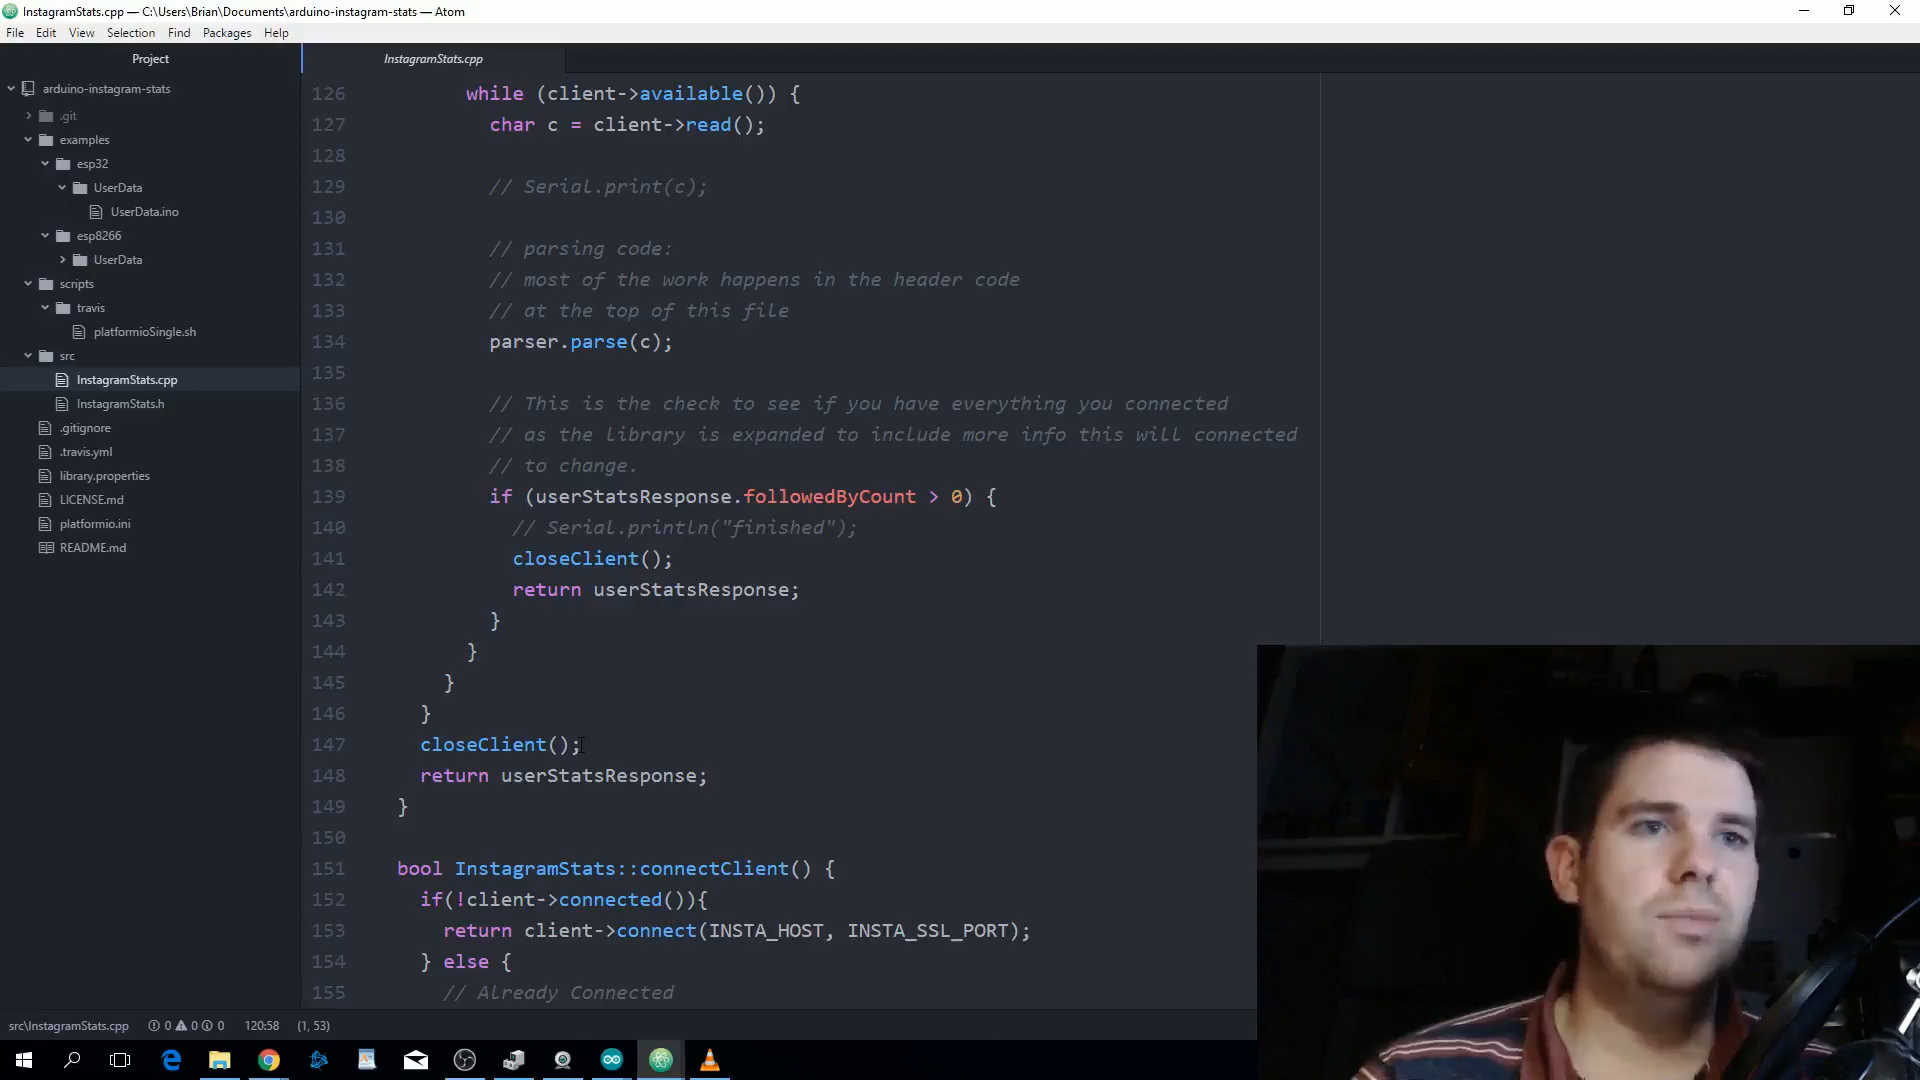 InstagramStats.cpp — C:\Users\Brian\Documents\arduino-instagram-stats — Atom
File Edit View Selection Find Packages Help
Project
InstagramStats.cpp
arduino-instagram-stats
.git
examples
esp32
UserData
UserData.ino
esp8266
UserData
scripts
travis
platformioSingle.sh
src
InstagramStats.cpp
InstagramStats.h
.gitignore
.travis.yml
library.properties
LICENSE.md
platformio.ini
README.md
126 while (client->available()) {
127 char c = client->read();
128
129 // Serial.print(c);
130
131 // parsing code:
132 // most of the work happens in the header code
133 // at the top of this file
134 parser.parse(c);
135
136 // This is the check to see if you have everything you connected
137 // as the library is expanded to include more info this will connected
138 // to change.
139 if (userStatsResponse.followedByCount > 0) {
140 // Serial.println("finished");
141 closeClient();
142 return userStatsResponse;
143 }
144 }
145 }
146 }
147 closeClient();
148 return userStatsResponse;
149 }
150
151 bool InstagramStats::connectClient() {
152 if(!client->connected()){
153 return client->connect(INSTA_HOST, INSTA_SSL_PORT);
154 } else {
155 // Already Connected
src\InstagramStats.cpp 0 0 0 120:58 (1, 53)